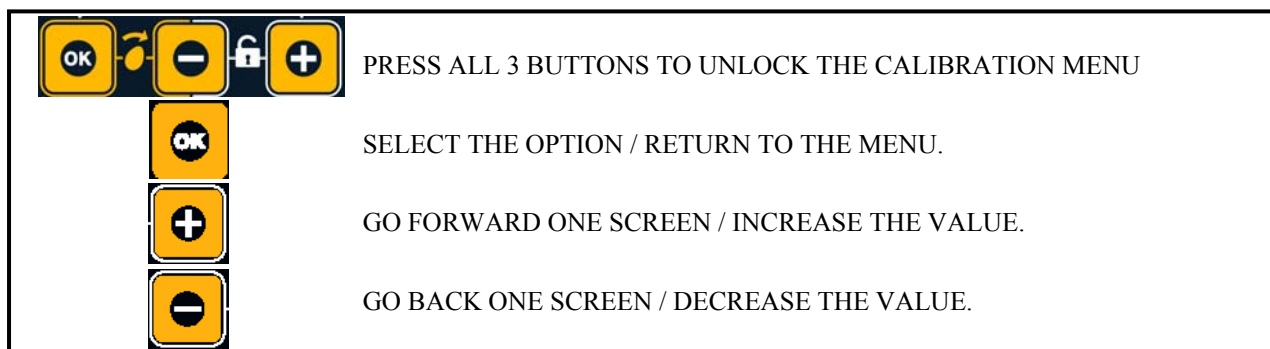 OK PRESS ALL 3 BUTTONS TO UNLOCK THE CALIBRATION MENU
OK SELECT THE OPTION / RETURN TO THE MENU.
GO FORWARD ONE SCREEN / INCREASE THE VALUE.
GO BACK ONE SCREEN / DECREASE THE VALUE.